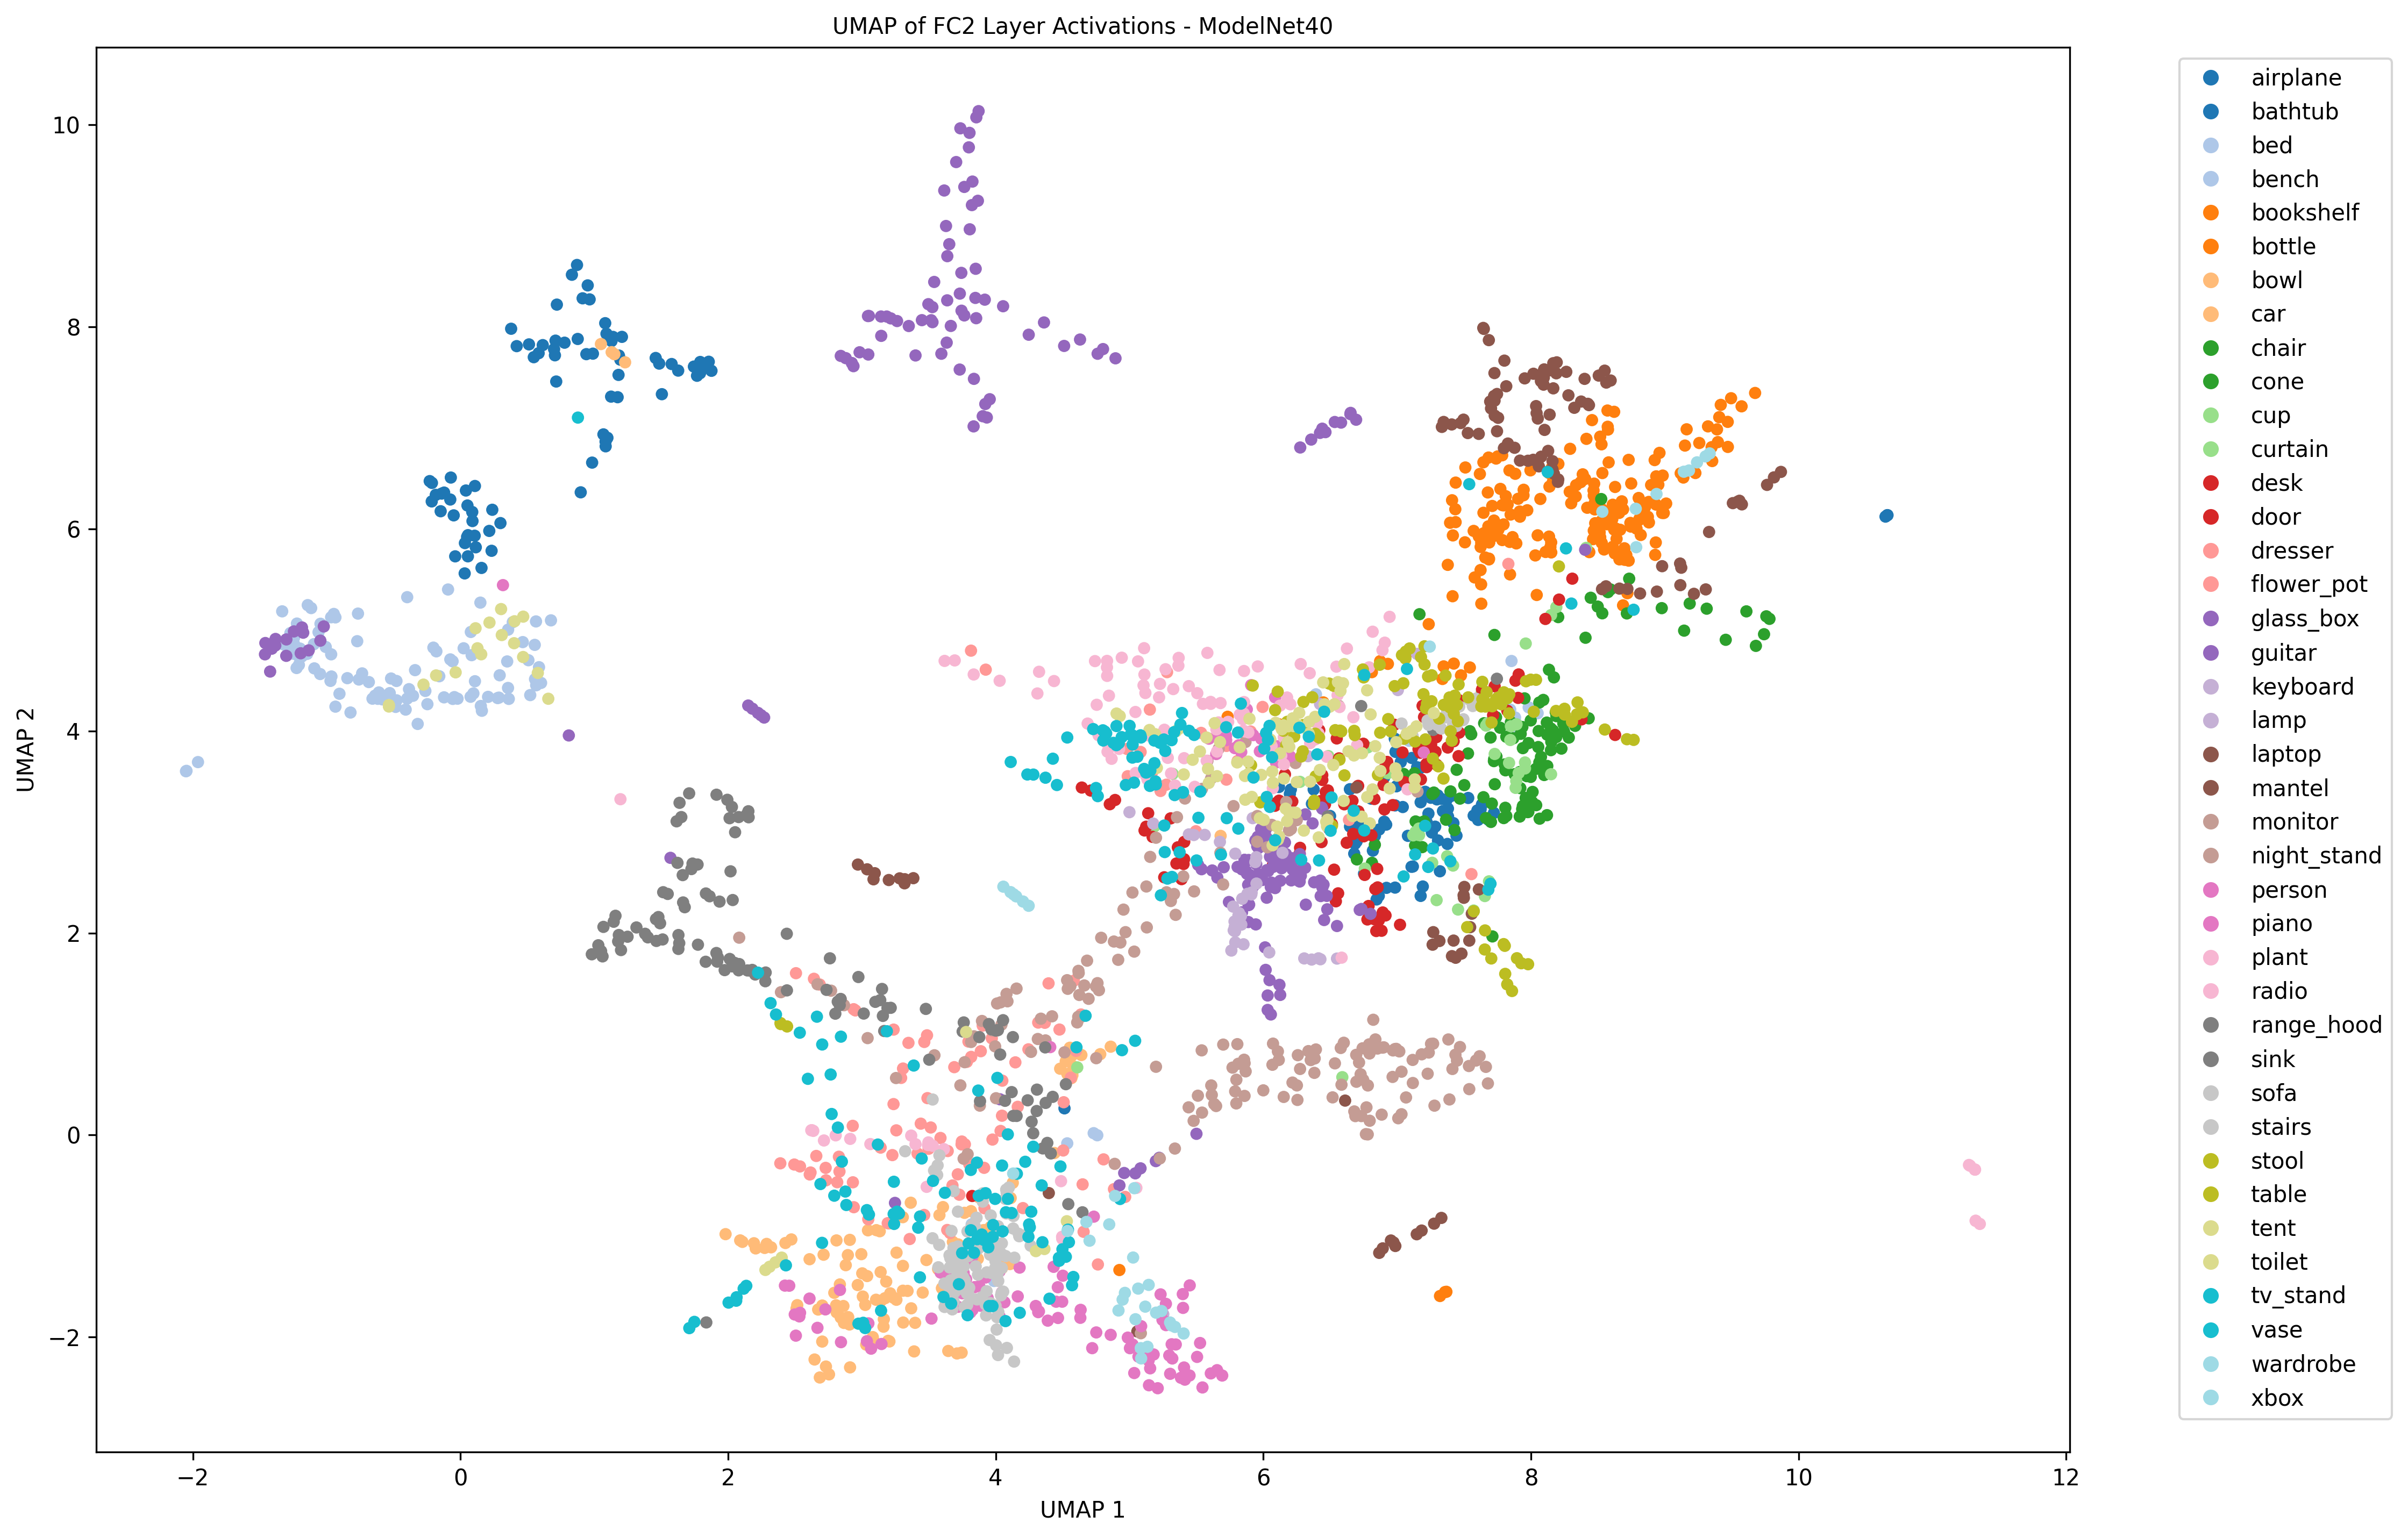 UMAP of FC2 Layer Activations - ModelNet40
10
8
6
4
2
0
−2
UMAP 2
−2
0
2
4
6
8
10
12
UMAP 1
airplane
bathtub
bed
bench
bookshelf
bottle
bowl
car
chair
cone
cup
curtain
desk
door
dresser
flower_pot
glass_box
guitar
keyboard
lamp
laptop
mantel
monitor
night_stand
person
piano
plant
radio
range_hood
sink
sofa
stairs
stool
table
tent
toilet
tv_stand
vase
wardrobe
xbox